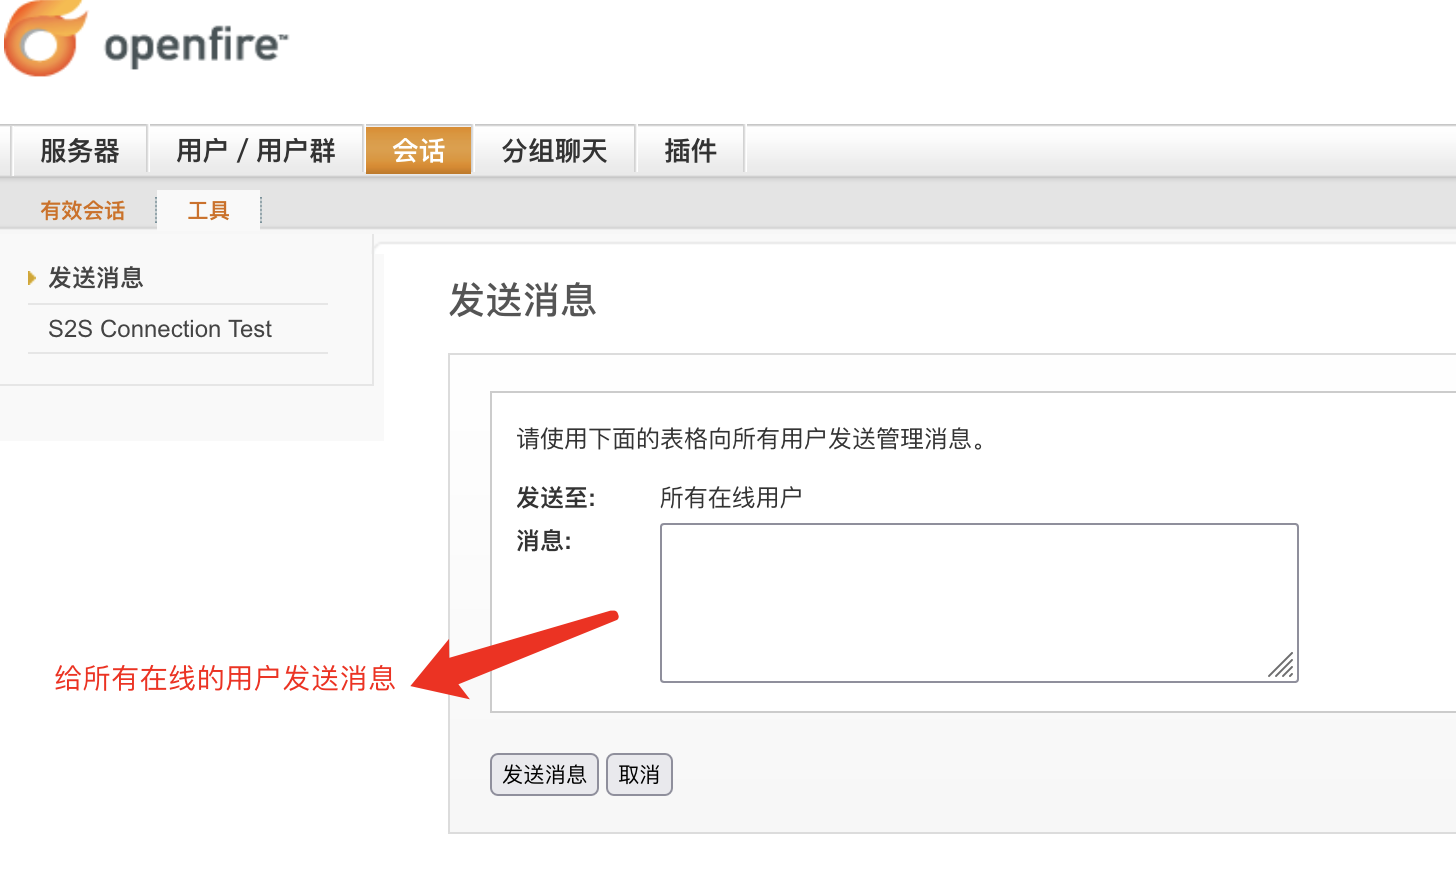 openfire™
服务器 用户 / 用户群 会话 分组聊天 插件
有效会话 工具
发送消息
S2S Connection Test
发送消息
请使用下面的表格向所有用户发送管理消息。
发送至: 所有在线用户
消息:
给所有在线的用户发送消息
发送消息 取消